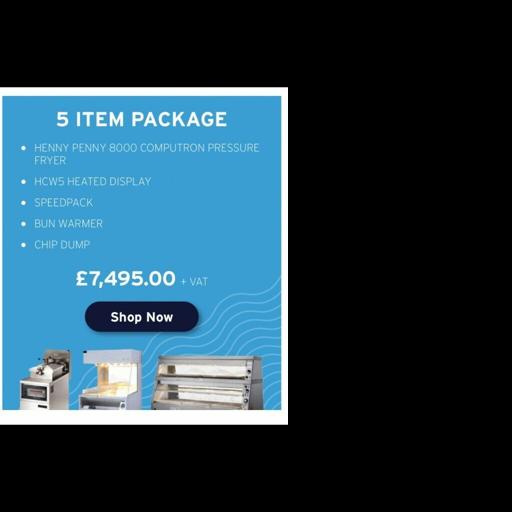 5 ITEM PACKAGE
• HENNY PENNY 8000 COMPUTRON PRESSURE
FRYER
• HCW5 HEATED DISPLAY
• SPEEDPACK
• BUN WARMER
• CHIP DUMP
£7,495.00 + VAT
Shop Now